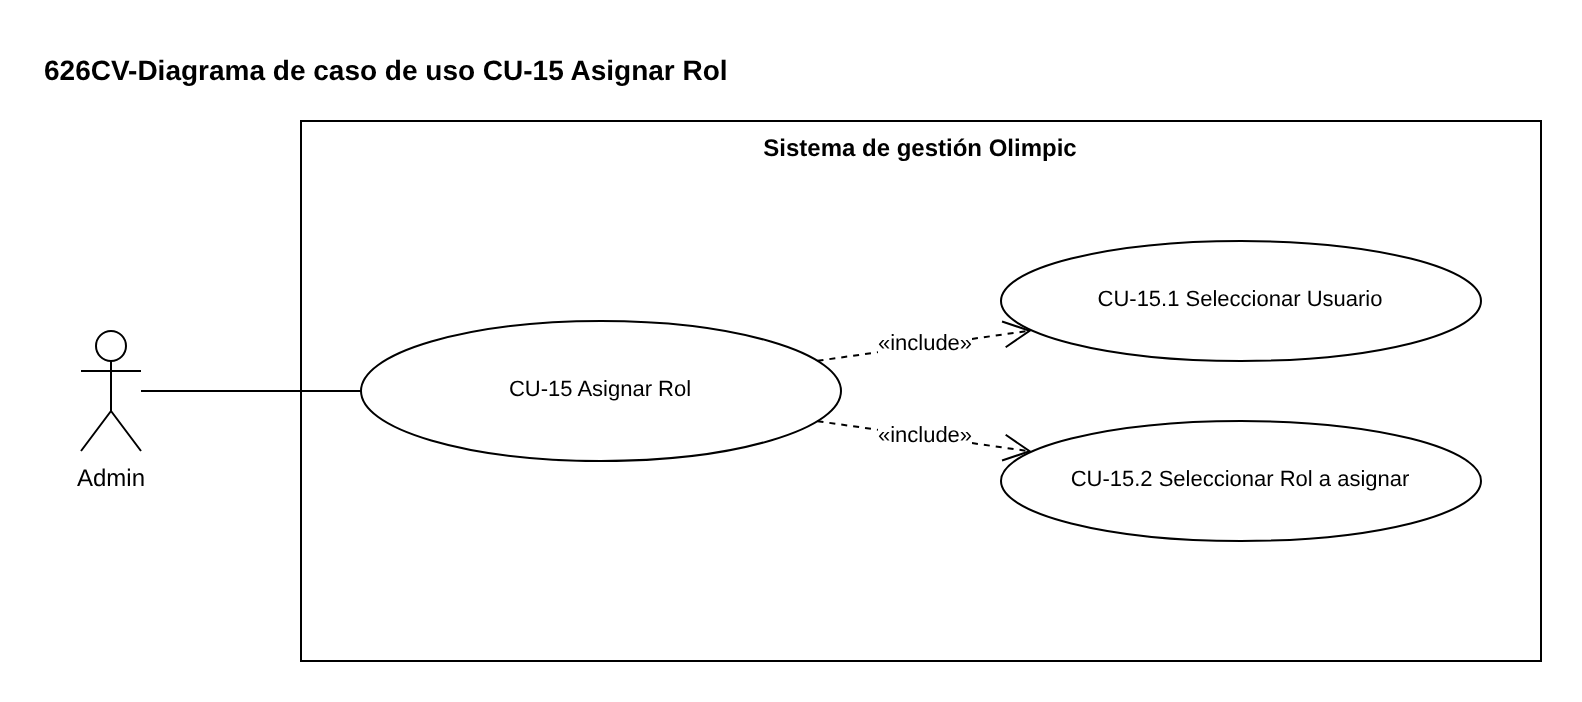 626CV-Diagrama de caso de uso CU-15 Asignar Rol
Sistema de gestión Olimpic
CU-15.1 Seleccionar Usuario
«include»
CU-15 Asignar Rol
«include»
CU-15.2 Seleccionar Rol a asignar
Admin